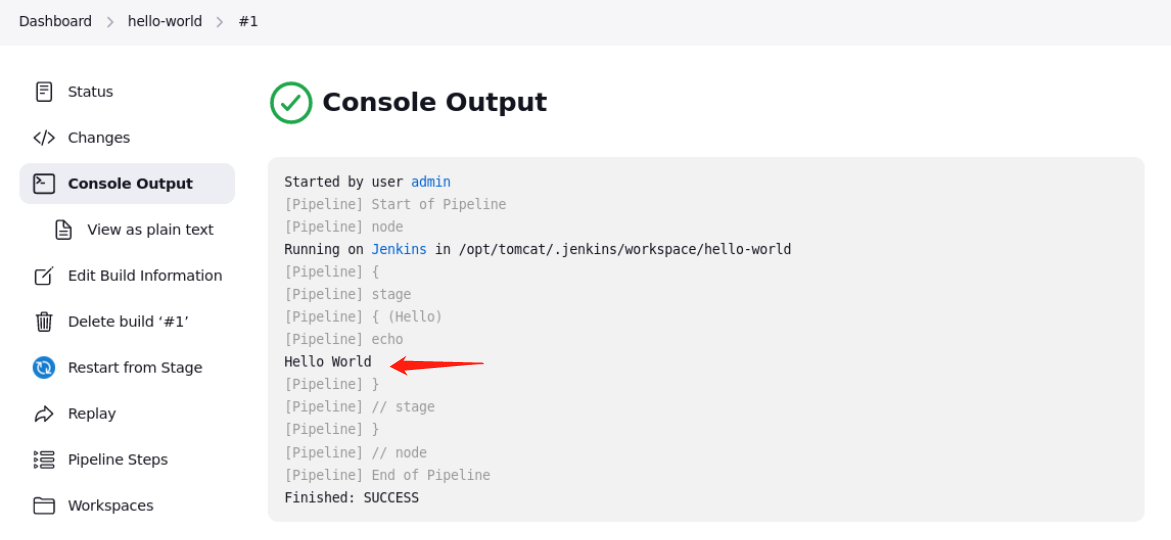 Dashboard > hello-world > #1
Status
Changes
Console Output
View as plain text
Edit Build Information
Delete build ‘#1’
Restart from Stage
Replay
Pipeline Steps
Workspaces
Console Output
Started by user admin
[Pipeline] Start of Pipeline
[Pipeline] node
Running on Jenkins in /opt/tomcat/.jenkins/workspace/hello-world
[Pipeline] {
[Pipeline] stage
[Pipeline] { (Hello)
[Pipeline] echo
Hello World
[Pipeline] }
[Pipeline] // stage
[Pipeline] }
[Pipeline] // node
[Pipeline] End of Pipeline
Finished: SUCCESS